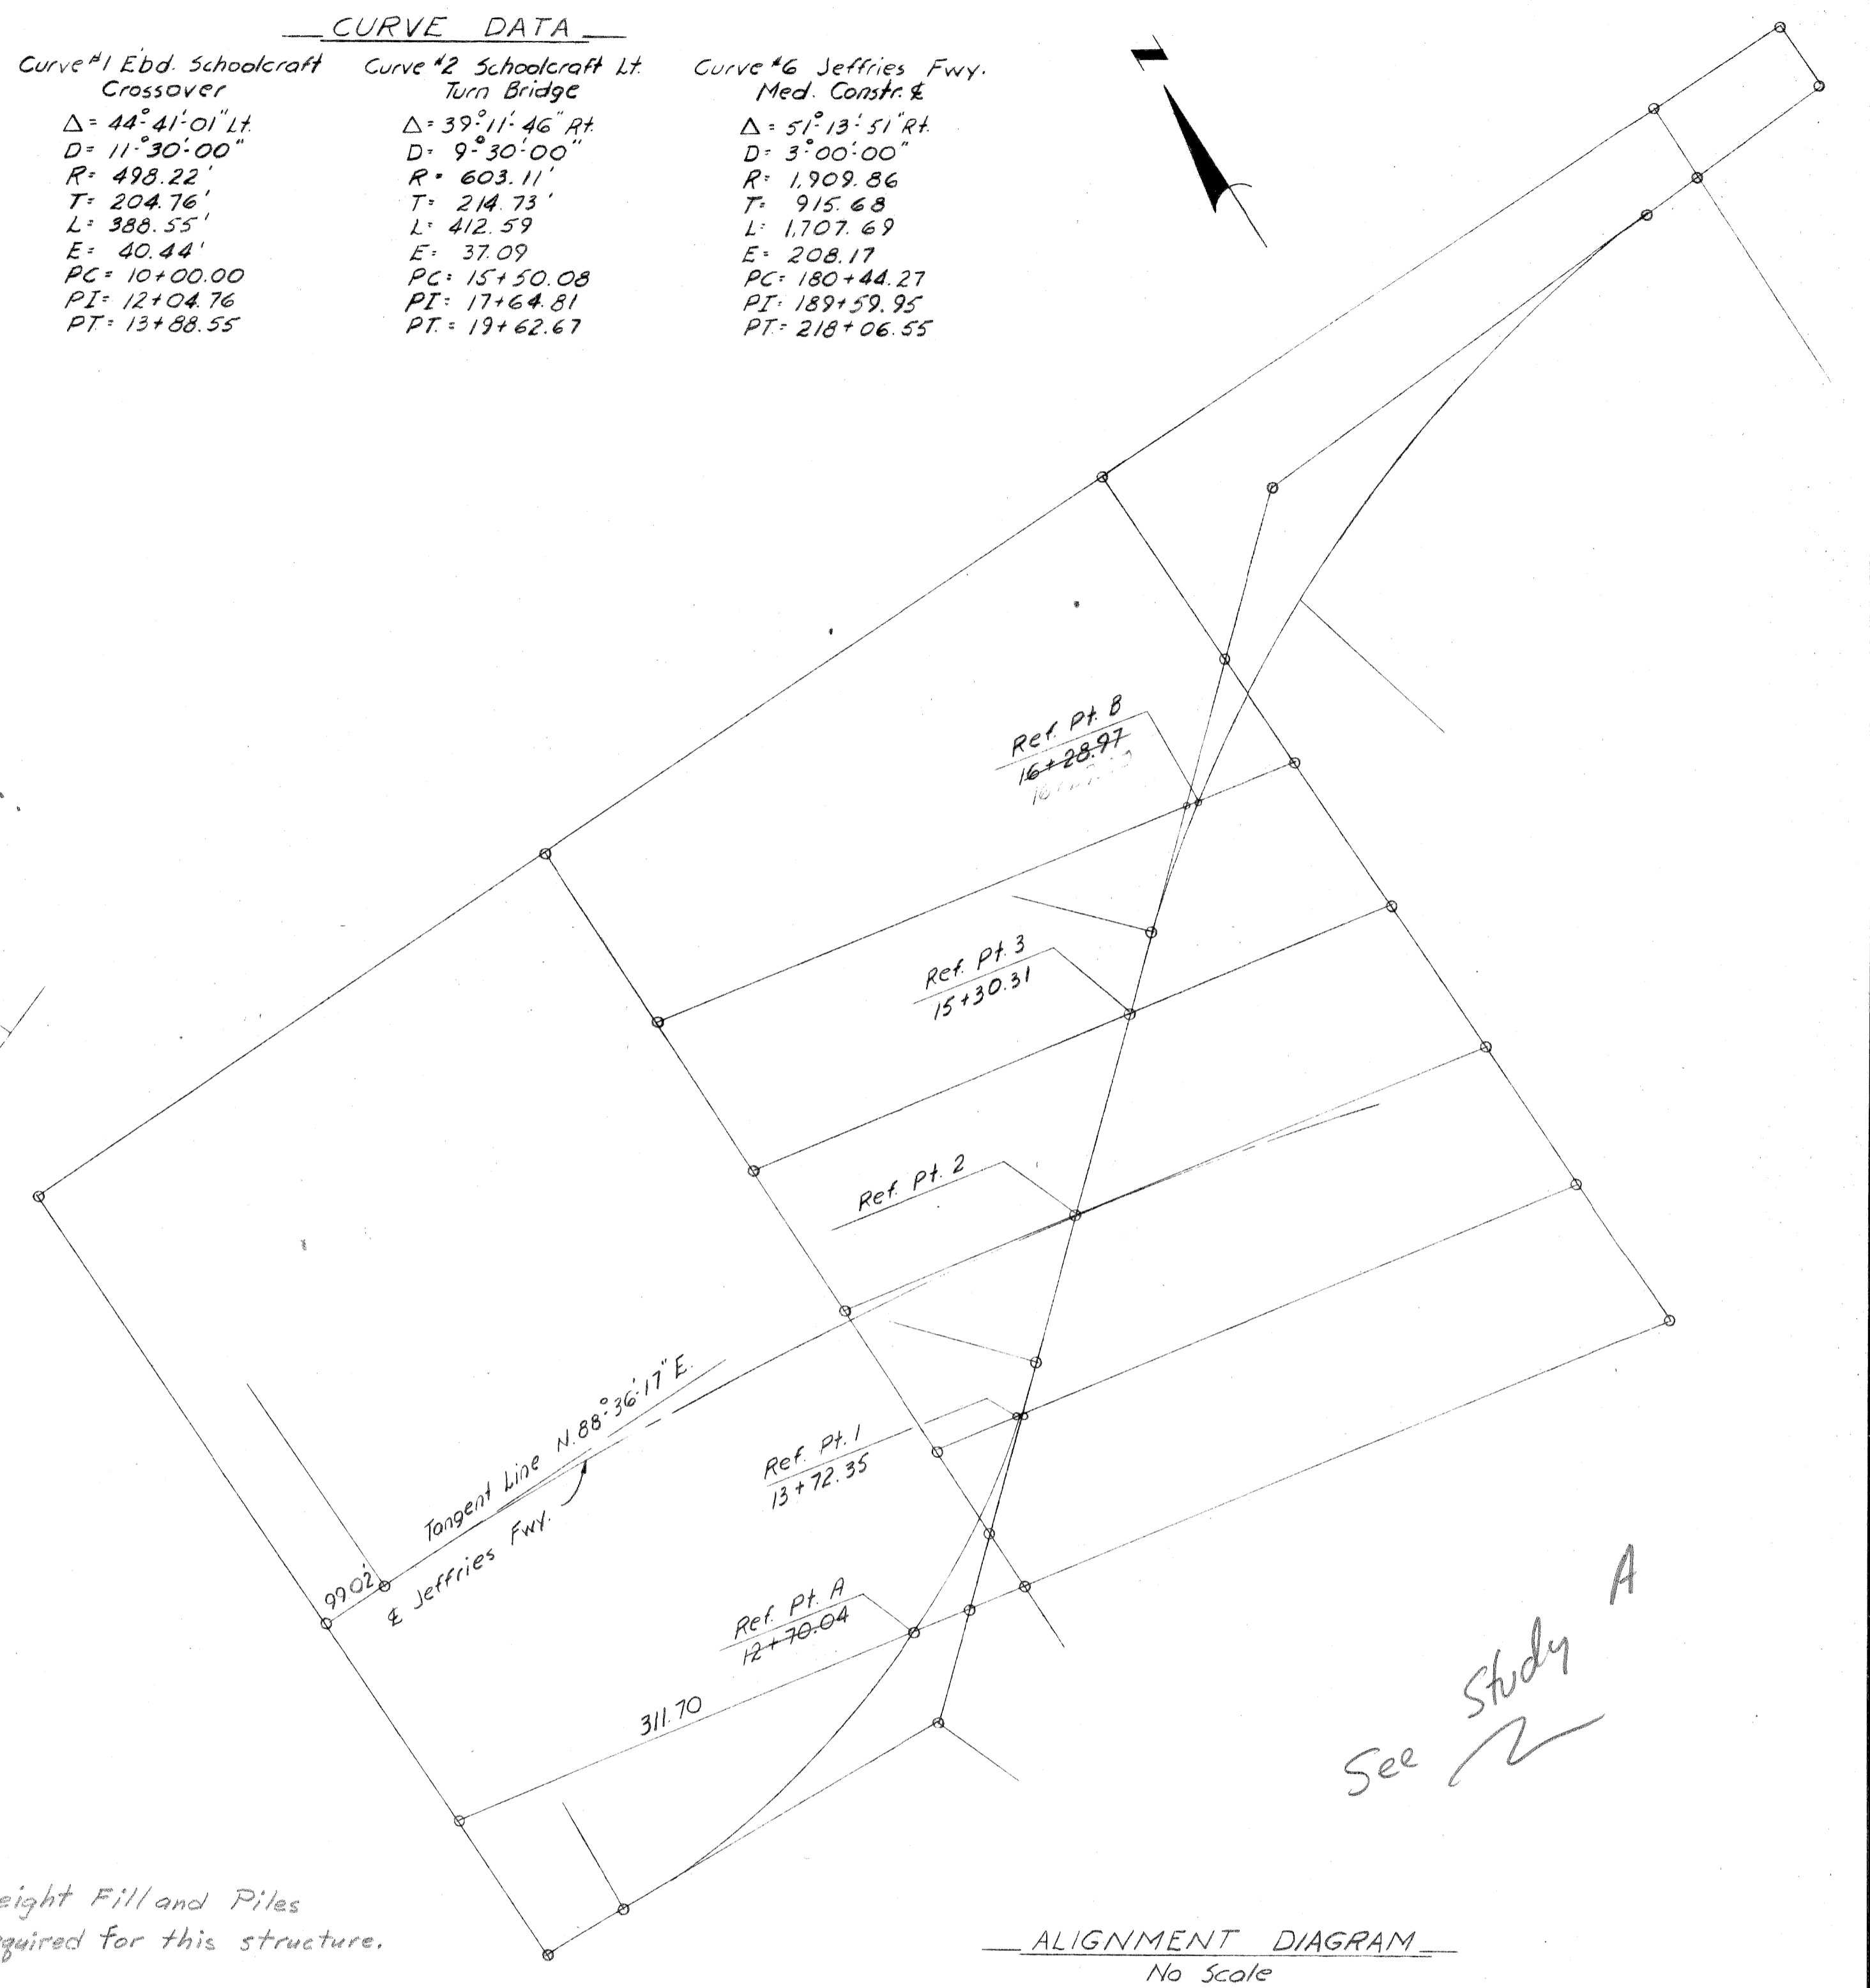 CURVE DATA
Curve #1 Ebd. Schoolcraft
Crossover
Δ = 44°-41'-01" Lt.
D = 11°-30'-00"
R = 498.22'
T = 204.76'
L = 388.55'
E = 40.44'
PC = 10+00.00
PI = 12+04.76
PT = 13+88.55
Curve #2 Schoolcraft Lt.
Turn Bridge
Δ = 39°-11'-46" Rt.
D = 9°-30'-00"
R = 603.11'
T = 214.73'
L = 412.59
E = 37.09
PC = 15+50.08
PI = 17+64.81
PT. = 19+62.67
Curve #6 Jeffries Fwy.
Med. Constr. ℄
Δ = 51°-13'-51" Rt.
D = 3°-00'-00"
R = 1,909.86
T = 915.68
L = 1,707.69
E = 208.17
PC = 180+44.27
PI = 189+59.95
PT = 218+06.55
Ref. Pt. B
16+28.97
Ref. Pt. 3
15+30.31
Ref. Pt. 2
Tangent Line N.88°-36'-17" E.
℄ Jeffries Fwy.
99.02'
Ref. Pt. 1
13+72.35
Ref. Pt. A
12+70.04
311.70
See Study A
eight Fill and Piles
quired for this structure.
ALIGNMENT DIAGRAM
No Scale